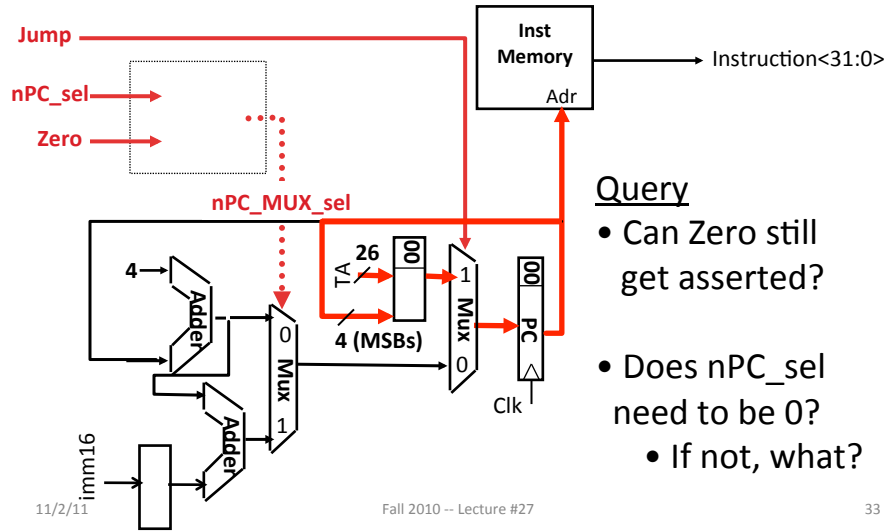 Jump
Inst
Memory
Instruction<31:0>
Adr
nPC_sel
Zero
nPC_MUX_sel
Query
• Can Zero still
get asserted?
• Does nPC_sel
need to be 0?
• If not, what?
4
Adder
0
Mux
1
Adder
imm16
TA
26
00
4 (MSBs)
1
Mux
0
00
PC
Clk
11/2/11
Fall 2010 -- Lecture #27
33